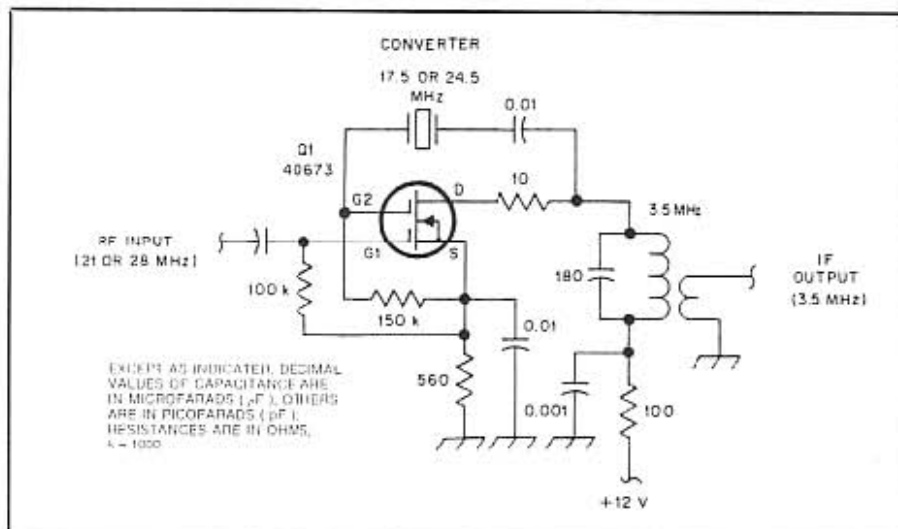 CONVERTER
17.5 OR 24.5
MHz
0.01
Q1
40673
G2
D
10
3.5 MHz
RF INPUT
(21 OR 28 MHz)
G1
S
180
IF
OUTPUT
(3.5 MHz)
100 k
150 k
0.01
560
0.001
100
+12 V
EXCEPT AS INDICATED, DECIMAL
VALUES OF CAPACITANCE ARE
IN MICROFARADS (μF), OTHERS
ARE IN PICOFARADS (pF);
RESISTANCES ARE IN OHMS,
k = 1000